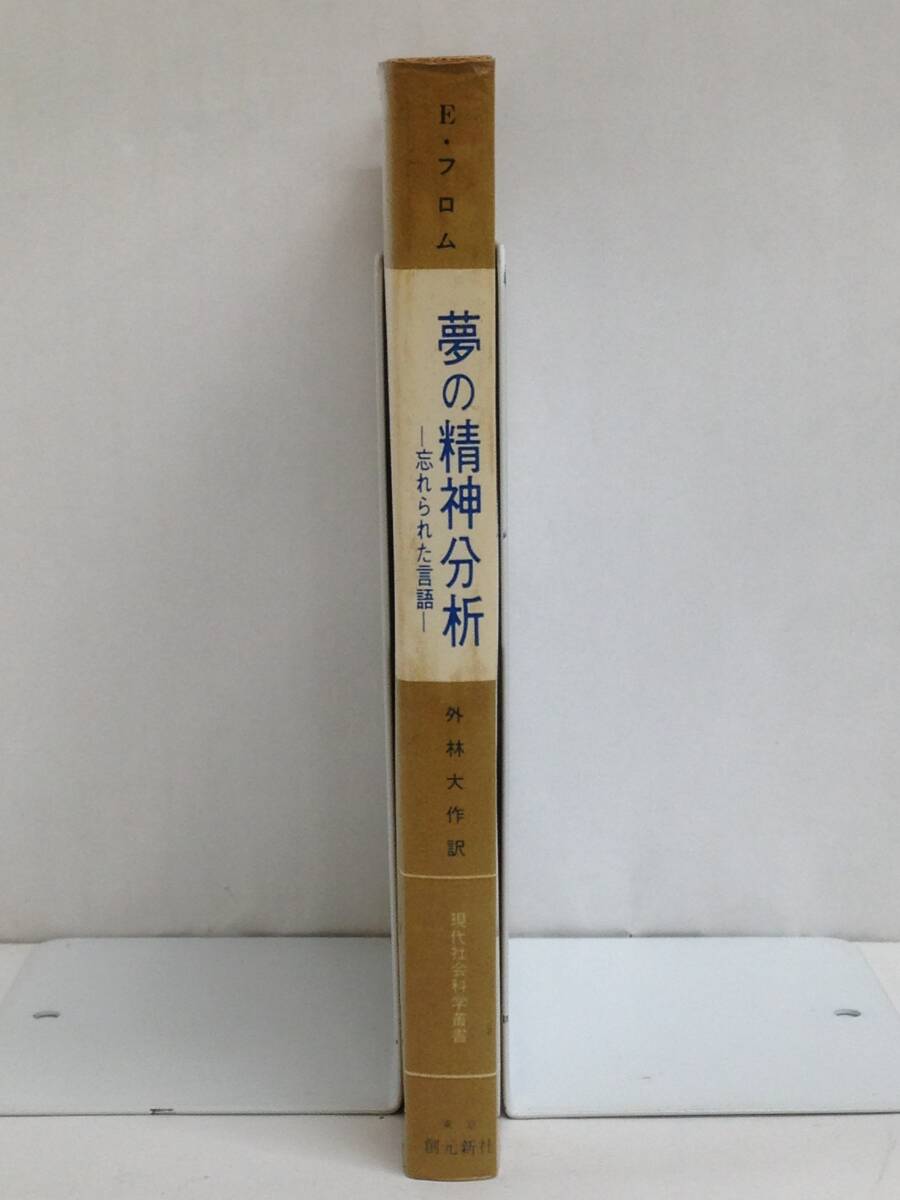 E・フロム
夢の精神分析
―忘れられた言語―
外林大作訳
現代社会科学叢書
東京
創元新社